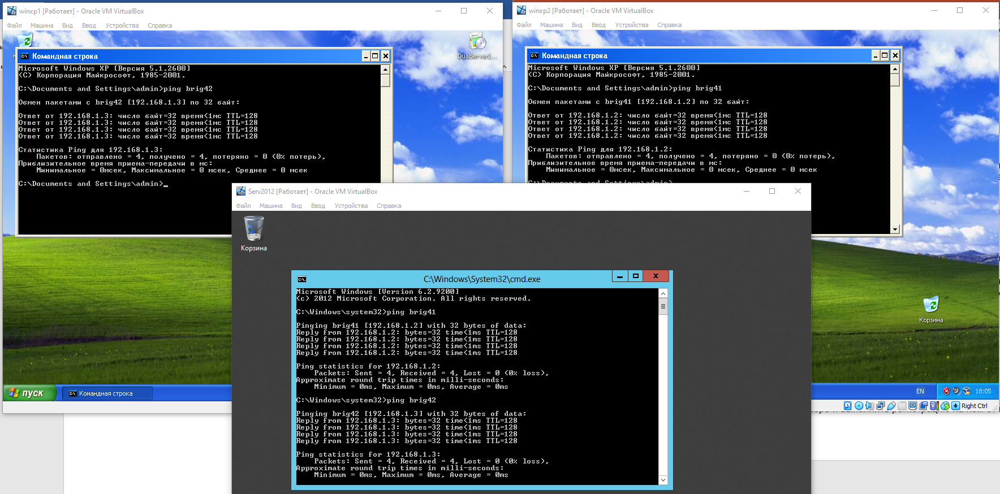 winxp1 [Работает] - Oracle VM VirtualBox
Файл Машина Вид Ввод Устройства Справка
DualServerI...
Командная строка
Microsoft Windows XP [Версия 5.1.2600]
(С) Корпорация Майкрософт, 1985-2001.
C:\Documents and Settings\admin>ping brig42
Обмен пакетами с brig42 [192.168.1.3] по 32 байт:
Ответ от 192.168.1.3: число байт=32 время<1мс TTL=128
Ответ от 192.168.1.3: число байт=32 время<1мс TTL=128
Ответ от 192.168.1.3: число байт=32 время<1мс TTL=128
Ответ от 192.168.1.3: число байт=32 время<1мс TTL=128
Статистика Ping для 192.168.1.3:
Пакетов: отправлено = 4, получено = 4, потеряно = 0 (0% потерь),
Приблизительное время приема-передачи в мс:
Минимальное = 0мсек, Максимальное = 0 мсек, Среднее = 0 мсек
C:\Documents and Settings\admin>_
пуск
Командная строка
winxp2 [Работает] - Oracle VM VirtualBox
Файл Машина Вид Ввод Устройства Справка
Командная строка
Microsoft Windows XP [Версия 5.1.2600]
(С) Корпорация Майкрософт, 1985-2001.
C:\Documents and Settings\admin>ping brig41
Обмен пакетами с brig41 [192.168.1.2] по 32 байт:
Ответ от 192.168.1.2: число байт=32 время<1мс TTL=128
Ответ от 192.168.1.2: число байт=32 время<1мс TTL=128
Ответ от 192.168.1.2: число байт=32 время<1мс TTL=128
Ответ от 192.168.1.2: число байт=32 время<1мс TTL=128
Статистика Ping для 192.168.1.2:
Пакетов: отправлено = 4, получено = 4, потеряно = 0 (0% потерь),
Приблизительное время приема-передачи в мс:
Минимальное = 0мсек, Максимальное = 0 мсек, Среднее = 0 мсек
C:\Documents and Settings\admin>
Корзина
EN 18:05
Right Ctrl
Serv2012 [Работает] - Oracle VM VirtualBox
Файл Машина Вид Ввод Устройства Справка
Корзина
C:\Windows\System32\cmd.exe
Microsoft Windows [Version 6.2.9200]
(c) 2012 Microsoft Corporation. All rights reserved.
C:\Windows\system32>ping brig41
Pinging brig41 [192.168.1.2] with 32 bytes of data:
Reply from 192.168.1.2: bytes=32 time<1ms TTL=128
Reply from 192.168.1.2: bytes=32 time<1ms TTL=128
Reply from 192.168.1.2: bytes=32 time<1ms TTL=128
Reply from 192.168.1.2: bytes=32 time<1ms TTL=128
Ping statistics for 192.168.1.2:
Packets: Sent = 4, Received = 4, Lost = 0 (0% loss),
Approximate round trip times in milli-seconds:
Minimum = 0ms, Maximum = 0ms, Average = 0ms
C:\Windows\system32>ping brig42
Pinging brig42 [192.168.1.3] with 32 bytes of data:
Reply from 192.168.1.3: bytes=32 time<1ms TTL=128
Reply from 192.168.1.3: bytes=32 time<1ms TTL=128
Reply from 192.168.1.3: bytes=32 time<1ms TTL=128
Reply from 192.168.1.3: bytes=32 time<1ms TTL=128
Ping statistics for 192.168.1.3:
Packets: Sent = 4, Received = 4, Lost = 0 (0% loss),
Approximate round trip times in milli-seconds:
Minimum = 0ms, Maximum = 0ms, Average = 0ms